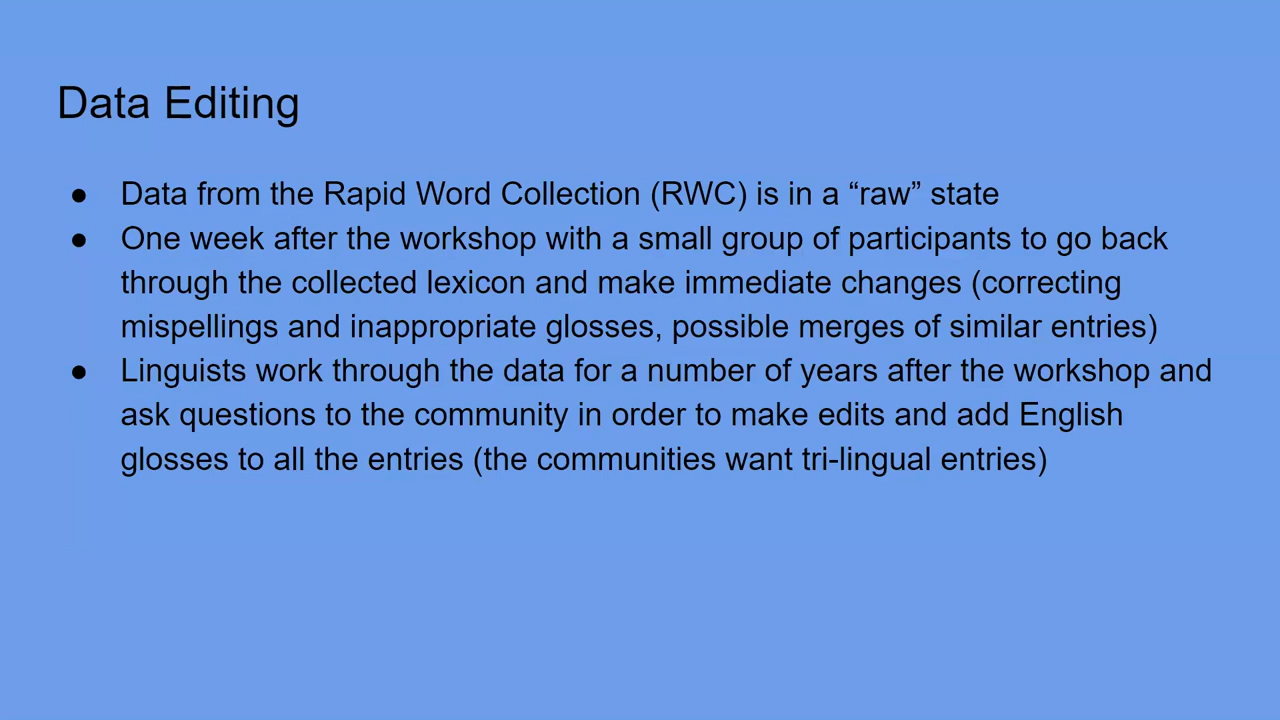 Data Editing
● Data from the Rapid Word Collection (RWC) is in a “raw” state
● One week after the workshop with a small group of participants to go back
through the collected lexicon and make immediate changes (correcting
mispellings and inappropriate glosses, possible merges of similar entries)
● Linguists work through the data for a number of years after the workshop and
ask questions to the community in order to make edits and add English
glosses to all the entries (the communities want tri-lingual entries)